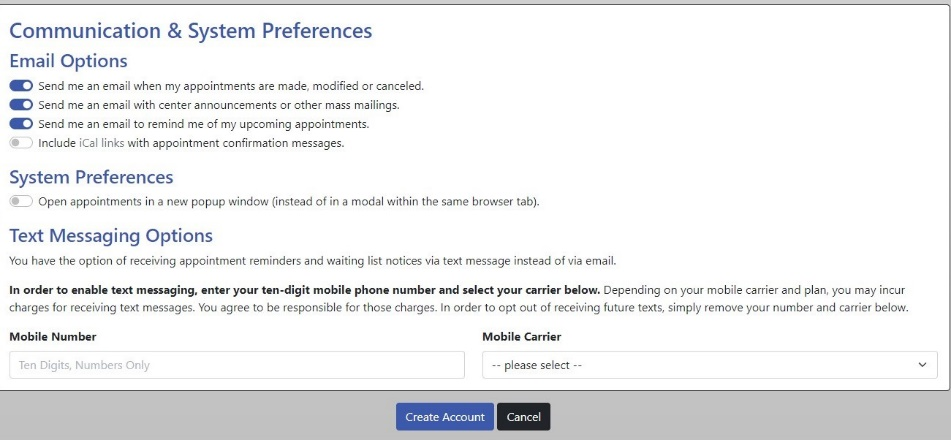 Communication & System Preferences
Email Options
Send me an email when my appointments are made, modified or canceled.
Send me an email with center announcements or other mass mailings.
Send me an email to remind me of my upcoming appointments.
Include iCal links with appointment confirmation messages.
System Preferences
Open appointments in a new popup window (instead of in a modal within the same browser tab).
Text Messaging Options
You have the option of receiving appointment reminders and waiting list notices via text message instead of via email.
In order to enable text messaging, enter your ten-digit mobile phone number and select your carrier below. Depending on your mobile carrier and plan, you may incur
charges for receiving text messages. You agree to be responsible for those charges. In order to opt out of receiving future texts, simply remove your number and carrier below.
Mobile Number
Ten Digits, Numbers Only
Mobile Carrier
-- please select --
Create Account
Cancel